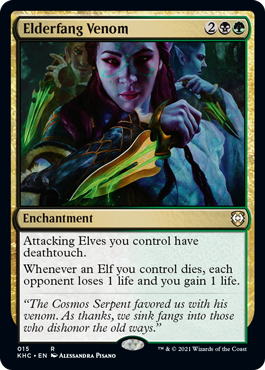 Elderfang Venom 2
Enchantment
Attacking Elves you control have
deathtouch.
Whenever an Elf you control dies, each
opponent loses 1 life and you gain 1 life.
“The Cosmos Serpent favored us with his
venom. As thanks, we sink fangs into those
who dishonor the old ways.”
015 R
KHC • EN Alessandra Pisano
™ & © 2021 Wizards of the Coast